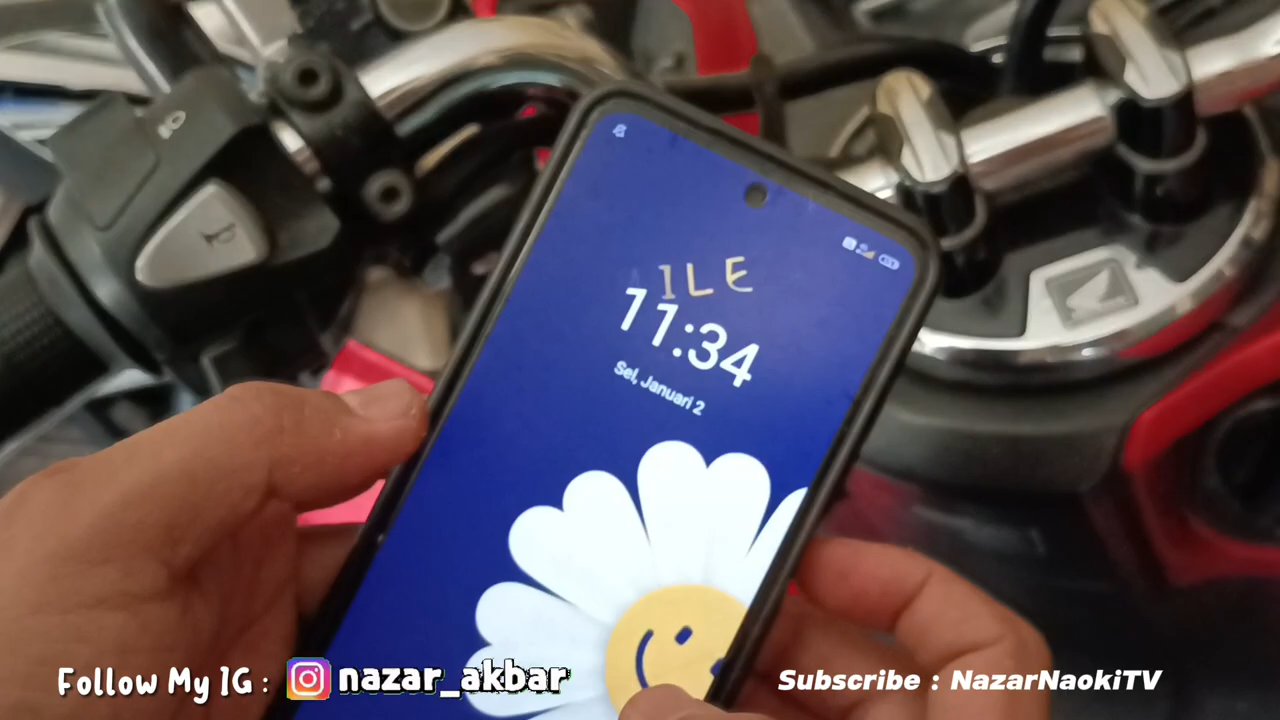 ILE
11:34
Sel, Januari 2
Follow My IG : nazar_akbar
Subscribe : NazarNaokiTV